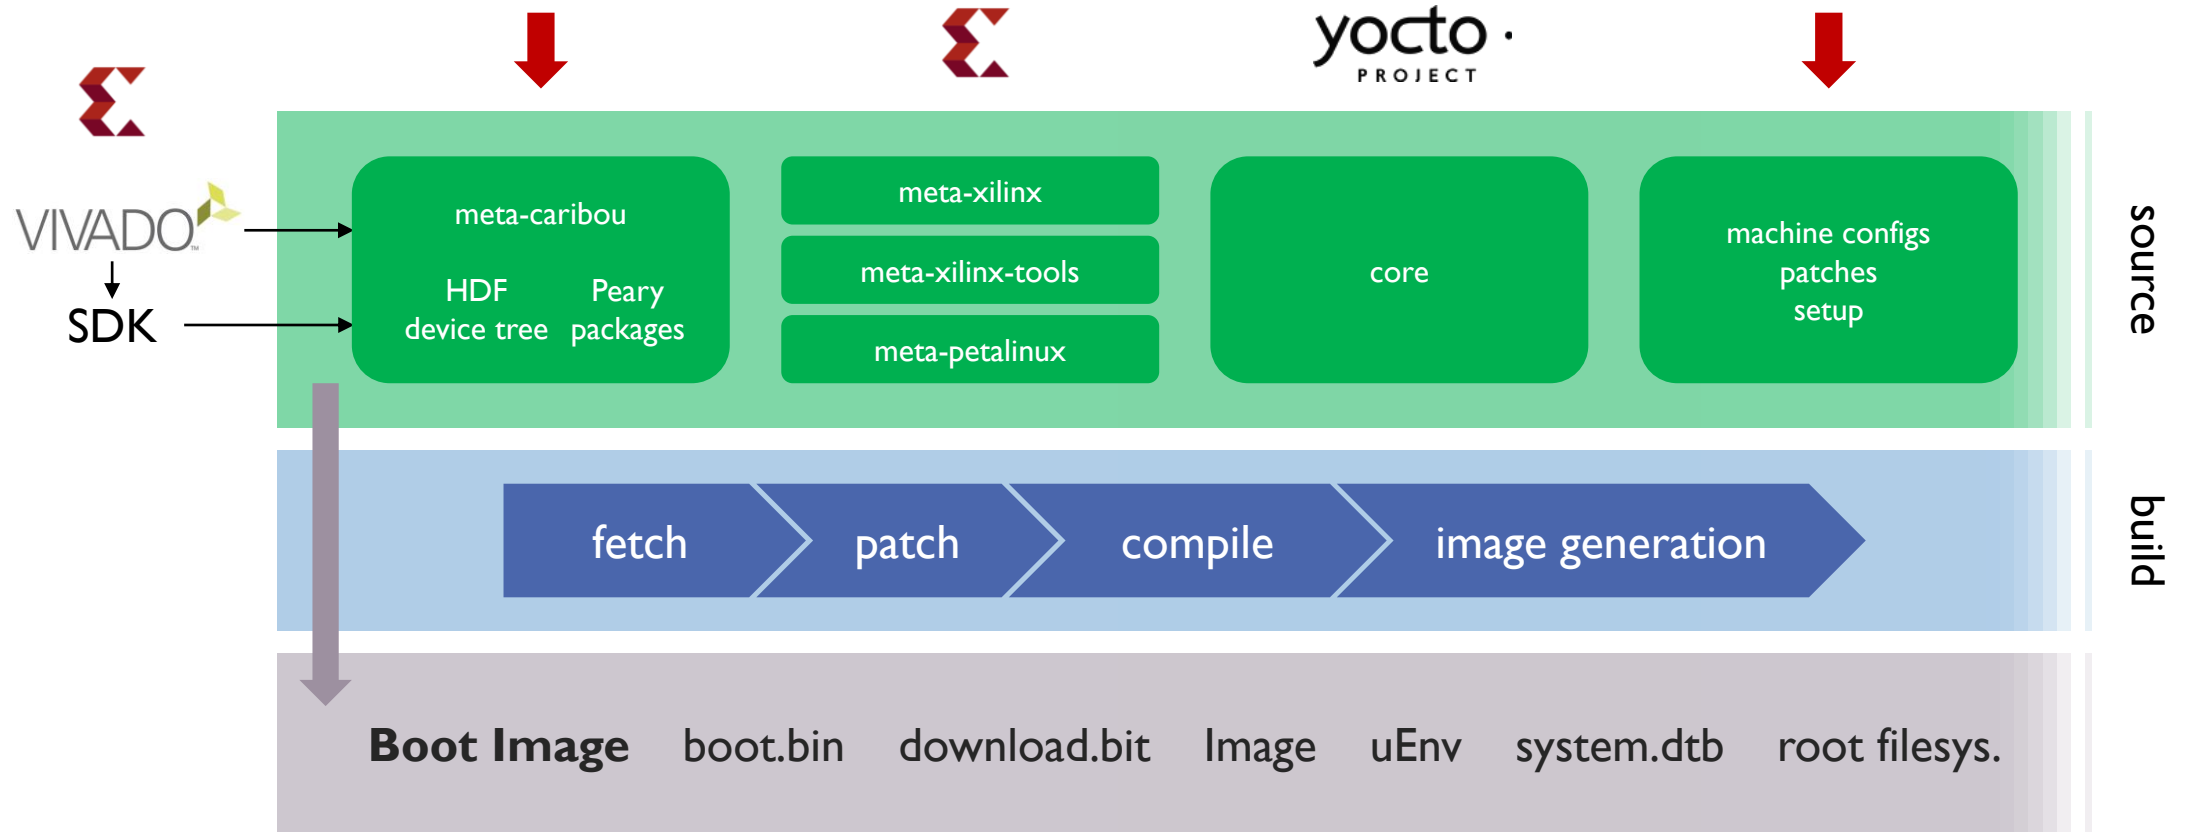 yocto ·
PROJECT
VIVADO™
SDK
meta-caribou
HDF Peary
device tree packages
meta-xilinx
meta-xilinx-tools
meta-petalinux
core
machine configs
patches
setup
source
fetch patch compile image generation
build
Boot Image boot.bin download.bit Image uEnv system.dtb root filesys.